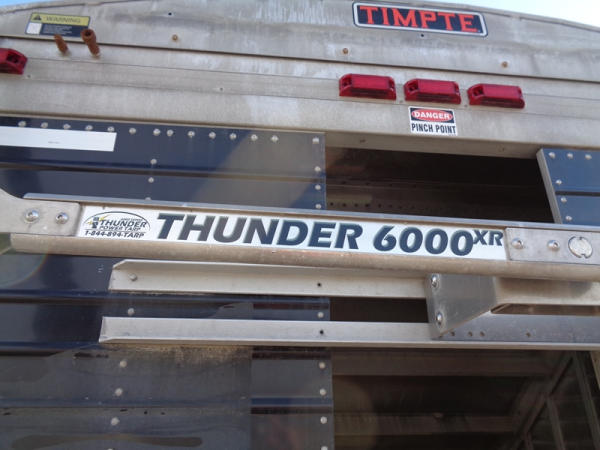 WARNING
TIMPTE
DANGER
PINCH POINT
THUNDER
POWER TARP
1-844-894-TARP
THUNDER 6000XR